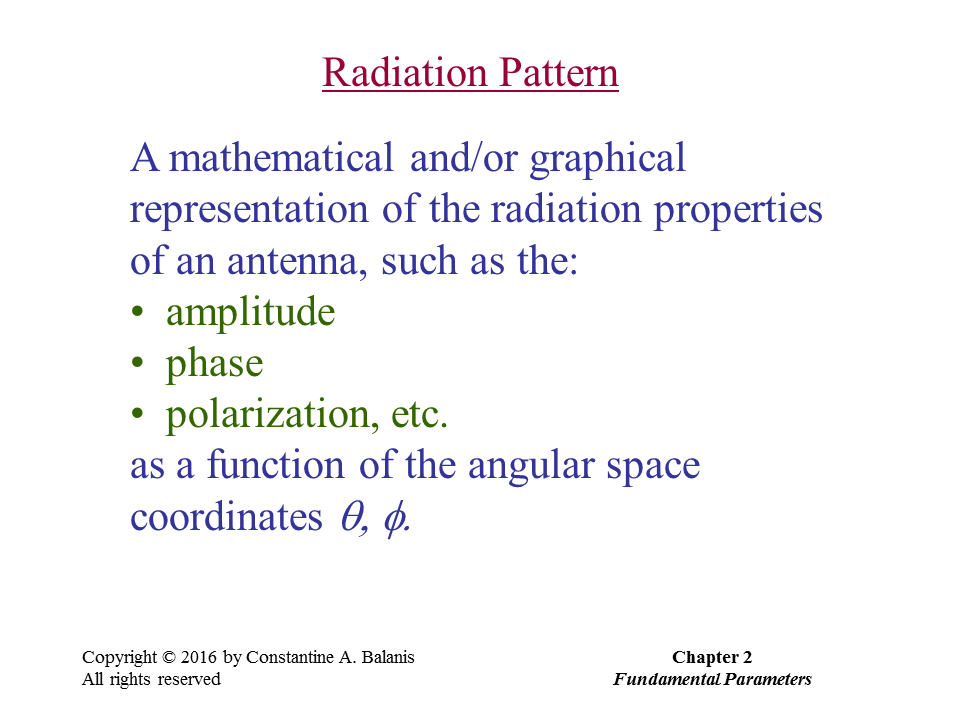 Radiation Pattern
A mathematical and/or graphical
representation of the radiation properties
of an antenna, such as the:
• amplitude
• phase
• polarization, etc.
as a function of the angular space
coordinates θ, ϕ.
Copyright © 2016 by Constantine A. Balanis
All rights reserved
Chapter 2
Fundamental Parameters